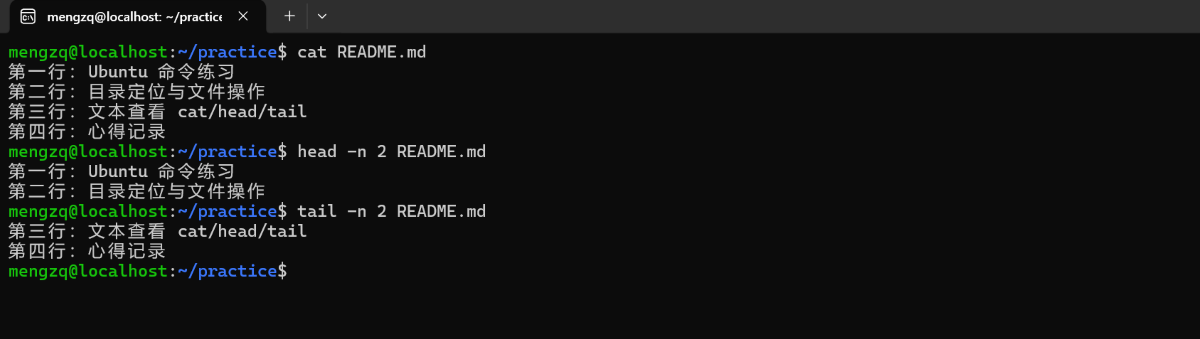 mengzq@localhost: ~/practice
mengzq@localhost:~/practice$ cat README.md
第一行: Ubuntu 命令练习
第二行: 目录定位与文件操作
第三行: 文本查看 cat/head/tail
第四行: 心得记录
mengzq@localhost:~/practice$ head -n 2 README.md
第一行: Ubuntu 命令练习
第二行: 目录定位与文件操作
mengzq@localhost:~/practice$ tail -n 2 README.md
第三行: 文本查看 cat/head/tail
第四行: 心得记录
mengzq@localhost:~/practice$